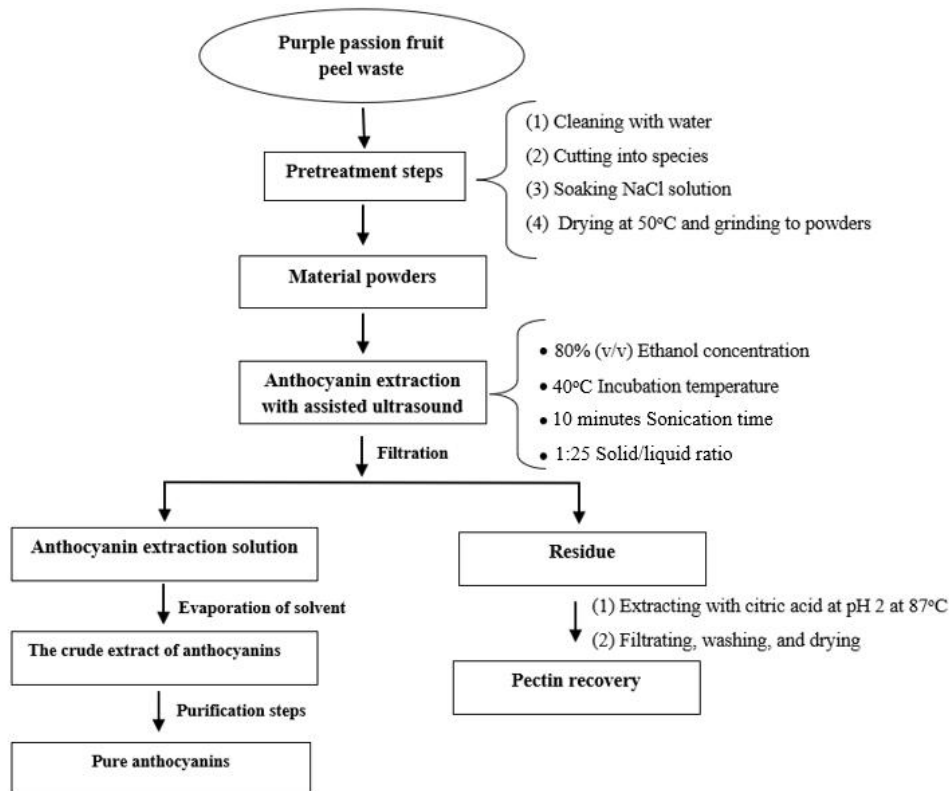 Purple passion fruit
peel waste
Pretreatment steps
(1) Cleaning with water
(2) Cutting into species
(3) Soaking NaCl solution
(4) Drying at 50°C and grinding to powders
Material powders
Anthocyanin extraction
with assisted ultrasound
• 80% (v/v) Ethanol concentration
• 40°C Incubation temperature
• 10 minutes Sonication time
• 1:25 Solid/liquid ratio
Filtration
Anthocyanin extraction solution
Evaporation of solvent
The crude extract of anthocyanins
Purification steps
Pure anthocyanins
Residue
(1) Extracting with citric acid at pH 2 at 87°C
(2) Filtrating, washing, and drying
Pectin recovery